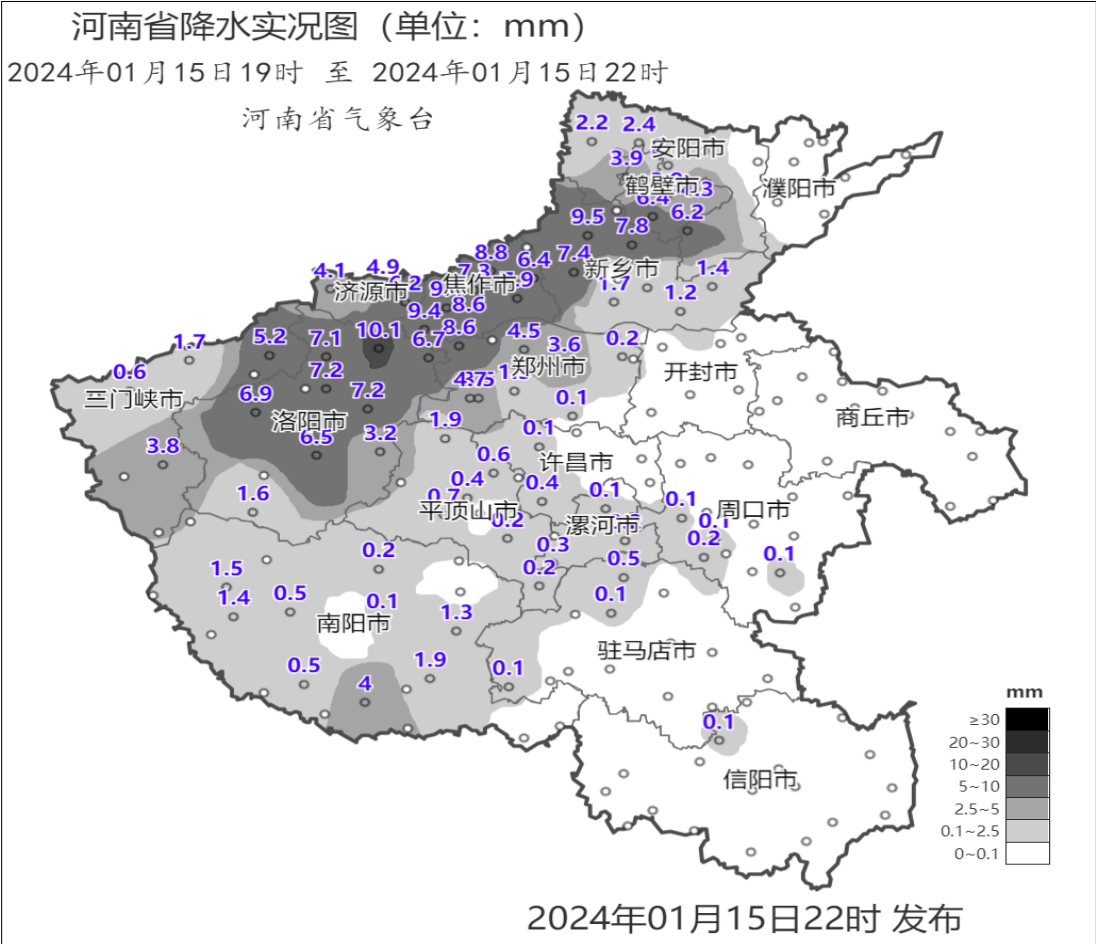 河南省降水实况图（单位：mm）
2024年01月15日19时 至 2024年01月15日22时
河南省气象台
2.2 2.4
安阳市
3.9
鹤壁市
濮阳市
6.4
9.5 6.2
7.8
8.8 6.4 7.4
4.1 4.9 7.3 新乡市 1.4
济源市 焦作市 1.7 1.2
9.4 8.6
1.7 5.2 7.1 10.1 6.7 8.6 4.5 3.6 0.2
0.6 7.2 郑州市 开封市
三门峡市 6.9 7.2 0.1
洛阳市 商丘市
6.5 3.2 1.9 0.1
3.8 0.6 许昌市
1.6 0.4 0.4 0.1 0.1
0.7 平顶山市 0.2 漯河市 0.1 周口市
0.2 0.3 0.2
1.5 0.2 0.5 0.1
1.4 0.5 0.1 1.3 0.1
南阳市
驻马店市
0.5 4 1.9 0.1
0.1
信阳市
mm
≥30
20~30
10~20
5~10
2.5~5
0.1~2.5
0~0.1
2024年01月15日22时 发布